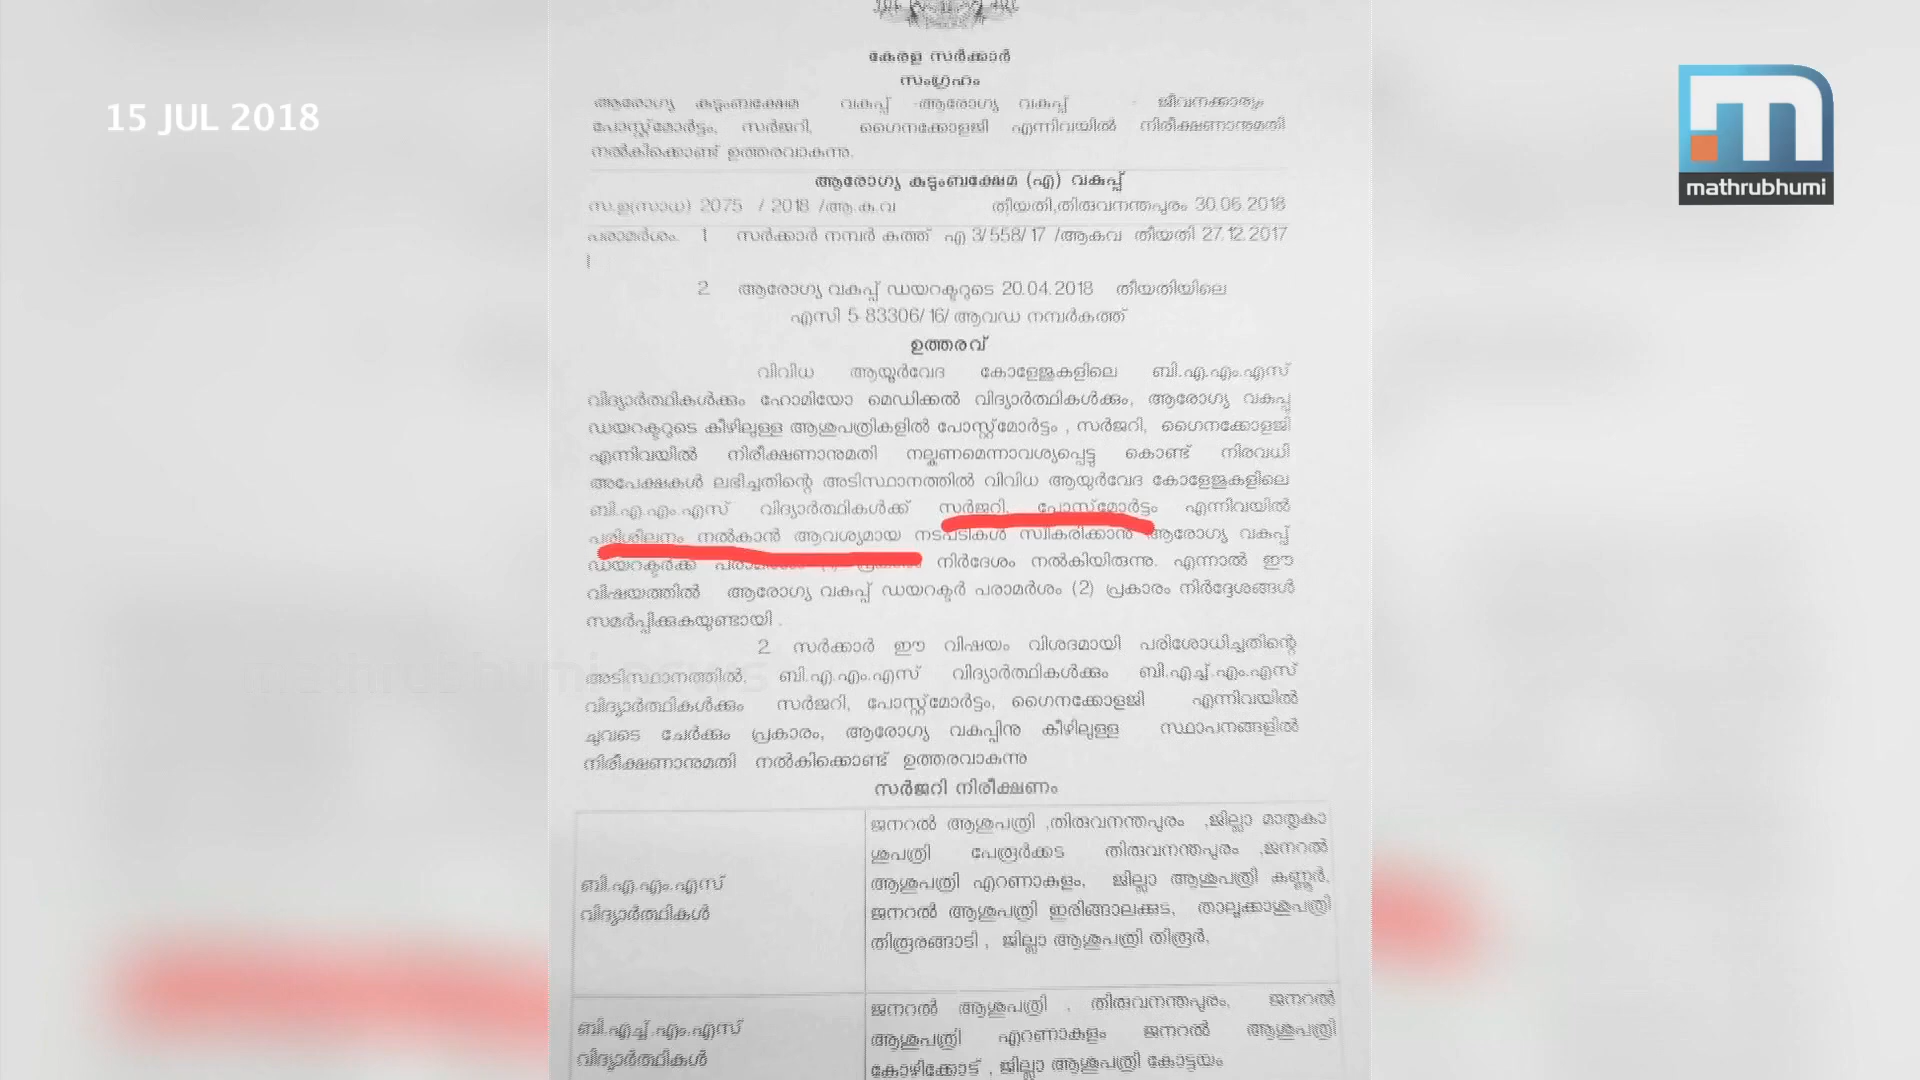 15 JUL 2018
mathrubhumi
കേരള സർക്കാർ
സംഗ്രഹം
ആരോഗ്യ കുടുംബക്ഷേമ വകുപ്പ് -ആരോഗ്യ വകുപ്പ് - ജീവനക്കാര്യം
പോസ്റ്റ്മോർട്ടം, സർജറി, ഗൈനക്കോളജി എന്നിവയിൽ നിരീക്ഷണാനുമതി
നൽകിക്കൊണ്ട് ഉത്തരവാകുന്നു.
ആരോഗ്യ കുടുംബക്ഷേമ (എ) വകുപ്പ്
സ.ഉ(സാധ) 2075 / 2018 /ആ.ക.വ തീയതി,തിരുവനന്തപുരം 30.06.2018
പരാമർശം. 1 സർക്കാർ നമ്പർ കത്ത് എ 3/558/17 /ആകവ തീയതി 27.12.2017
2. ആരോഗ്യ വകുപ്പ് ഡയറക്ടറുടെ 20.04.2018 തീയതിയിലെ
എസി 5-83306/16/ആവഡ നമ്പർകത്ത്
ഉത്തരവ്
വിവിധ ആയൂർവേദ കോളേജുകളിലെ ബി.എ.എം.എസ്
വിദ്യാർത്ഥികൾക്കും ഹോമിയോ മെഡിക്കൽ വിദ്യാർത്ഥികൾക്കും, ആരോഗ്യ വകുപ്പ
ഡയറക്ടറുടെ കീഴിലുള്ള ആശുപത്രികളിൽ പോസ്റ്റ്മോർട്ടം , സർജറി, ഗൈനക്കോളജി
എന്നിവയിൽ നിരീക്ഷണാനുമതി നല്കണമെന്നാവശ്യപ്പെട്ടു കൊണ്ട് നിരവധി
അപേക്ഷകൾ ലഭിച്ചതിന്റെ അടിസ്ഥാനത്തിൽ വിവിധ ആയുർവേദ കോളേജുകളിലെ
ബി.എ.എം.എസ് വിദ്യാർത്ഥികൾക്ക് സർജറി, പോസ്റ്മോർട്ടം എന്നിവയിൽ
പരിശീലനം നൽകാൻ ആവശ്യമായ നടപടികൾ സ്വീകരിക്കാൻ ആരോഗ്യ വകുപ്പ്
ഡയറക്ടർക്ക് നിർദേശം നൽകിയിരുന്നു. എന്നാൽ ഈ
വിഷയത്തിൽ ആരോഗ്യ വകുപ്പ് ഡയറക്ടർ പരാമർശം (2) പ്രകാരം നിർദ്ദേശങ്ങൾ
സമർപ്പിക്കുകയുണ്ടായി .
2. സർക്കാർ ഈ വിഷയം വിശദമായി പരിശോധിച്ചതിന്റെ
അടിസ്ഥാനത്തിൽ, ബി.എ.എം.എസ് വിദ്യാർത്ഥികൾക്കും ബി.എച്ച്.എം.എസ്
വിദ്യാർത്ഥികൾക്കും സർജറി, പോസ്റ്റ്മോർട്ടം, ഗൈനക്കോളജി എന്നിവയിൽ
ചുവടെ ചേർക്കും പ്രകാരം, ആരോഗ്യ വകുപ്പിനു കീഴിലുള്ള സ്ഥാപനങ്ങളിൽ
നിരീക്ഷണാനുമതി നൽകിക്കൊണ്ട് ഉത്തരവാകുന്നു
mathrubhumi news
സർജറി നിരീക്ഷണം
ബി.എ.എം.എസ്
വിദ്യാർത്ഥികൾ
ജനറൽ ആശുപത്രി ,തിരുവനന്തപുരം ,ജില്ലാ മാതൃകാ
ശുപത്രി പേരൂർക്കട തിരുവനന്തപുരം ,ജനറൽ
ആശുപത്രി എറണാകുളം, ജില്ലാ ആശുപത്രി കണ്ണൂർ,
ജനറൽ ആശുപത്രി ഇരിങ്ങാലക്കുട, താലൂക്കാശുപത്രി
തിരൂരങ്ങാടി , ജില്ലാ ആശുപത്രി തിരൂർ,
ബി.എച്ച്.എം.എസ്
വിദ്യാർത്ഥികൾ
ജനറൽ ആശുപത്രി , തിരുവനന്തപുരം, ജനറൽ
ആശുപത്രി എറണാകുളം ജനറൽ ആശുപത്രി
കോഴിക്കോട് , ജില്ലാ ആശുപത്രി കോട്ടയം